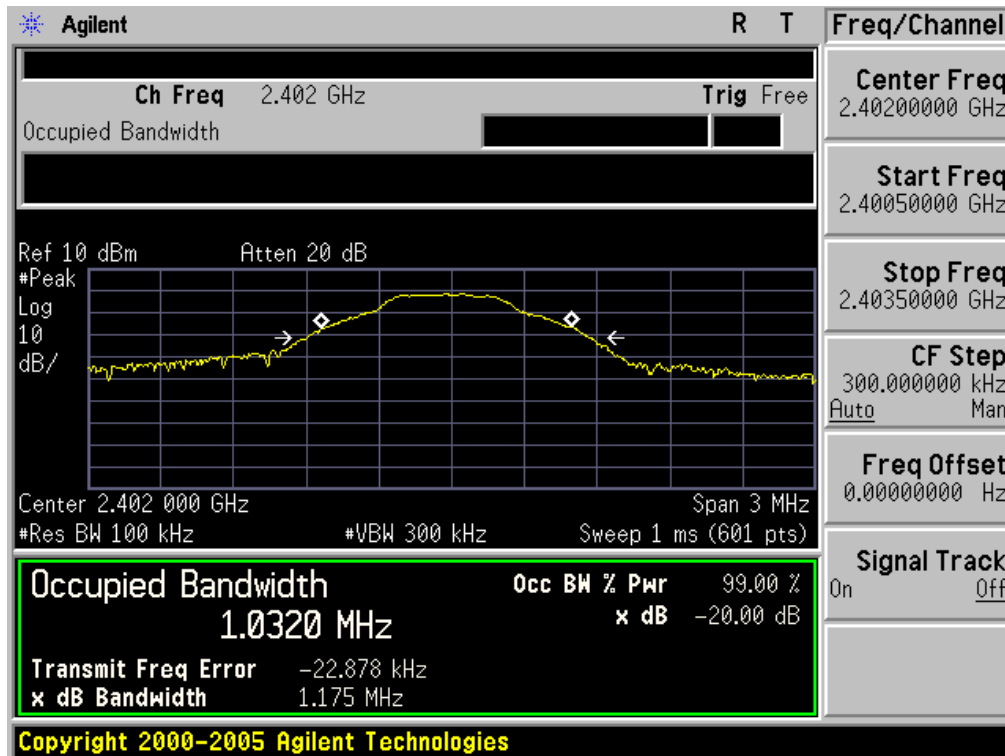 Agilent R T
Freq/Channel
Ch Freq 2.402 GHz Trig Free
Occupied Bandwidth
Ref 10 dBm Atten 20 dB
#Peak
Log
10
dB/
Center 2.402 000 GHz Span 3 MHz
#Res BW 100 kHz #VBW 300 kHz Sweep 1 ms (601 pts)
Occupied Bandwidth Occ BW % Pwr 99.00 %
1.0320 MHz x dB -20.00 dB
Transmit Freq Error -22.878 kHz
x dB Bandwidth 1.175 MHz
Center Freq
2.40200000 GHz
Start Freq
2.40050000 GHz
Stop Freq
2.40350000 GHz
CF Step
300.000000 kHz
Auto Man
Freq Offset
0.00000000 Hz
Signal Track
On Off
Copyright 2000-2005 Agilent Technologies